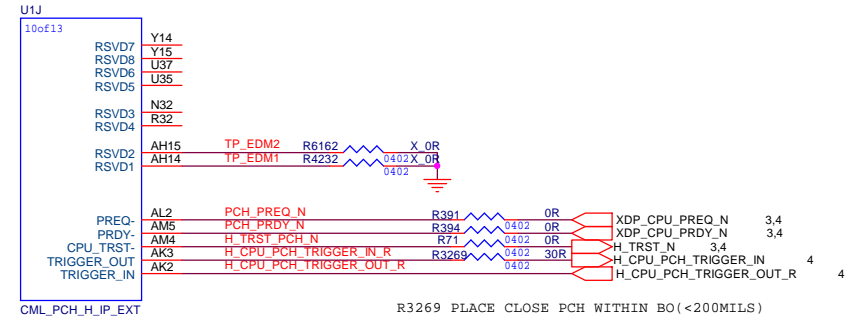 U1J
10of13
RSVD7 Y14
RSVD8 Y15
RSVD6 U37
RSVD5 U35
RSVD3 N32
RSVD4 R32
RSVD2 AH15 TP_EDM2 R6162 0402 X_0R
RSVD1 AH14 TP_EDM1 R4232 0402 X_0R
PREQ- AL2 PCH_PREQ_N R391 0402 0R XDP_CPU_PREQ_N 3,4
PRDY- AM5 PCH_PRDY_N R394 0402 0R XDP_CPU_PRDY_N 3,4
CPU_TRST- AM4 H_TRST_PCH_N R71 0402 0R H_TRST_N 3,4
TRIGGER_OUT AK3 H_CPU_PCH_TRIGGER_IN_R R3269 30R H_CPU_PCH_TRIGGER_IN 4
TRIGGER_IN AK2 H_CPU_PCH_TRIGGER_OUT_R 0402 H_CPU_PCH_TRIGGER_OUT_R 4
CML_PCH_H_IP_EXT
R3269 PLACE CLOSE PCH WITHIN BO(<200MILS)